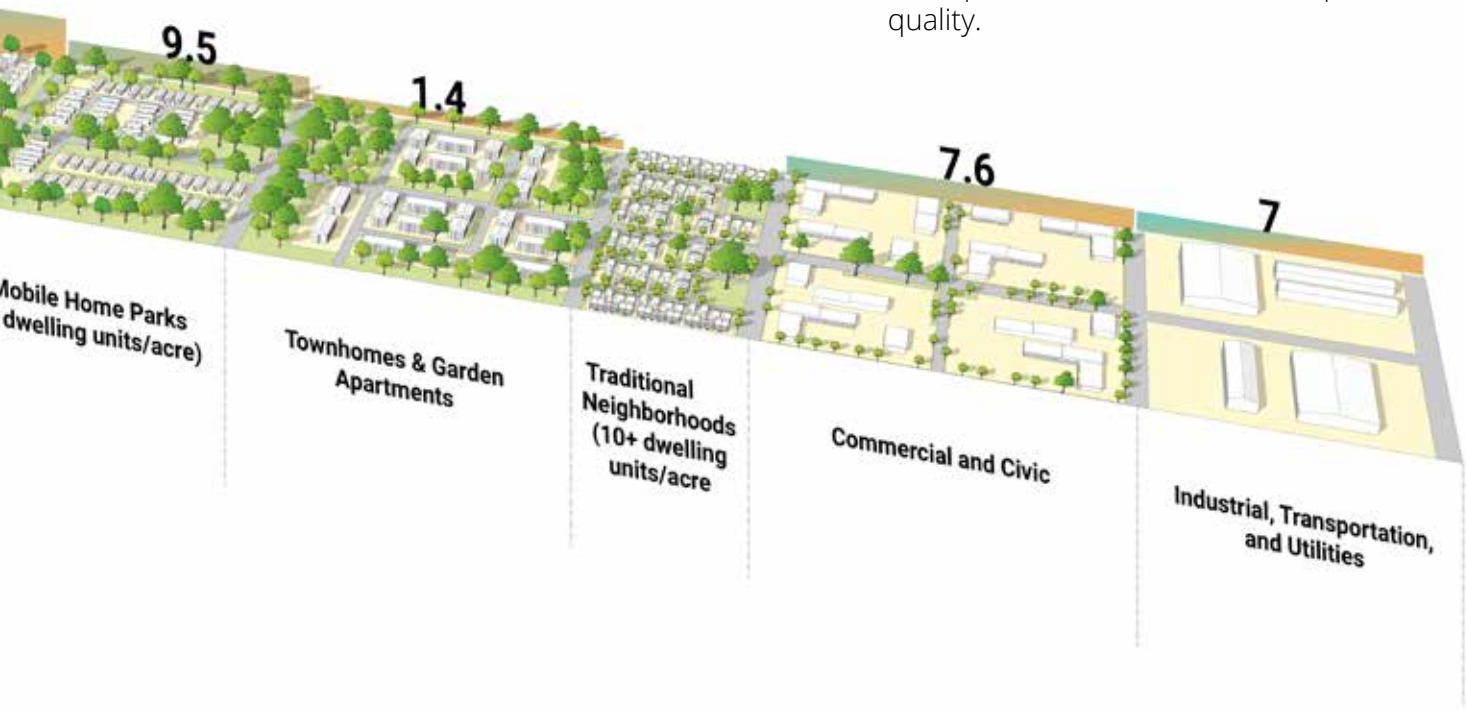 quality.
9.5
1.4
7.6
7
Mobile Home Parks
dwelling units/acre)
Townhomes & Garden
Apartments
Traditional
Neighborhoods
(10+ dwelling
units/acre
Commercial and Civic
Industrial, Transportation,
and Utilities